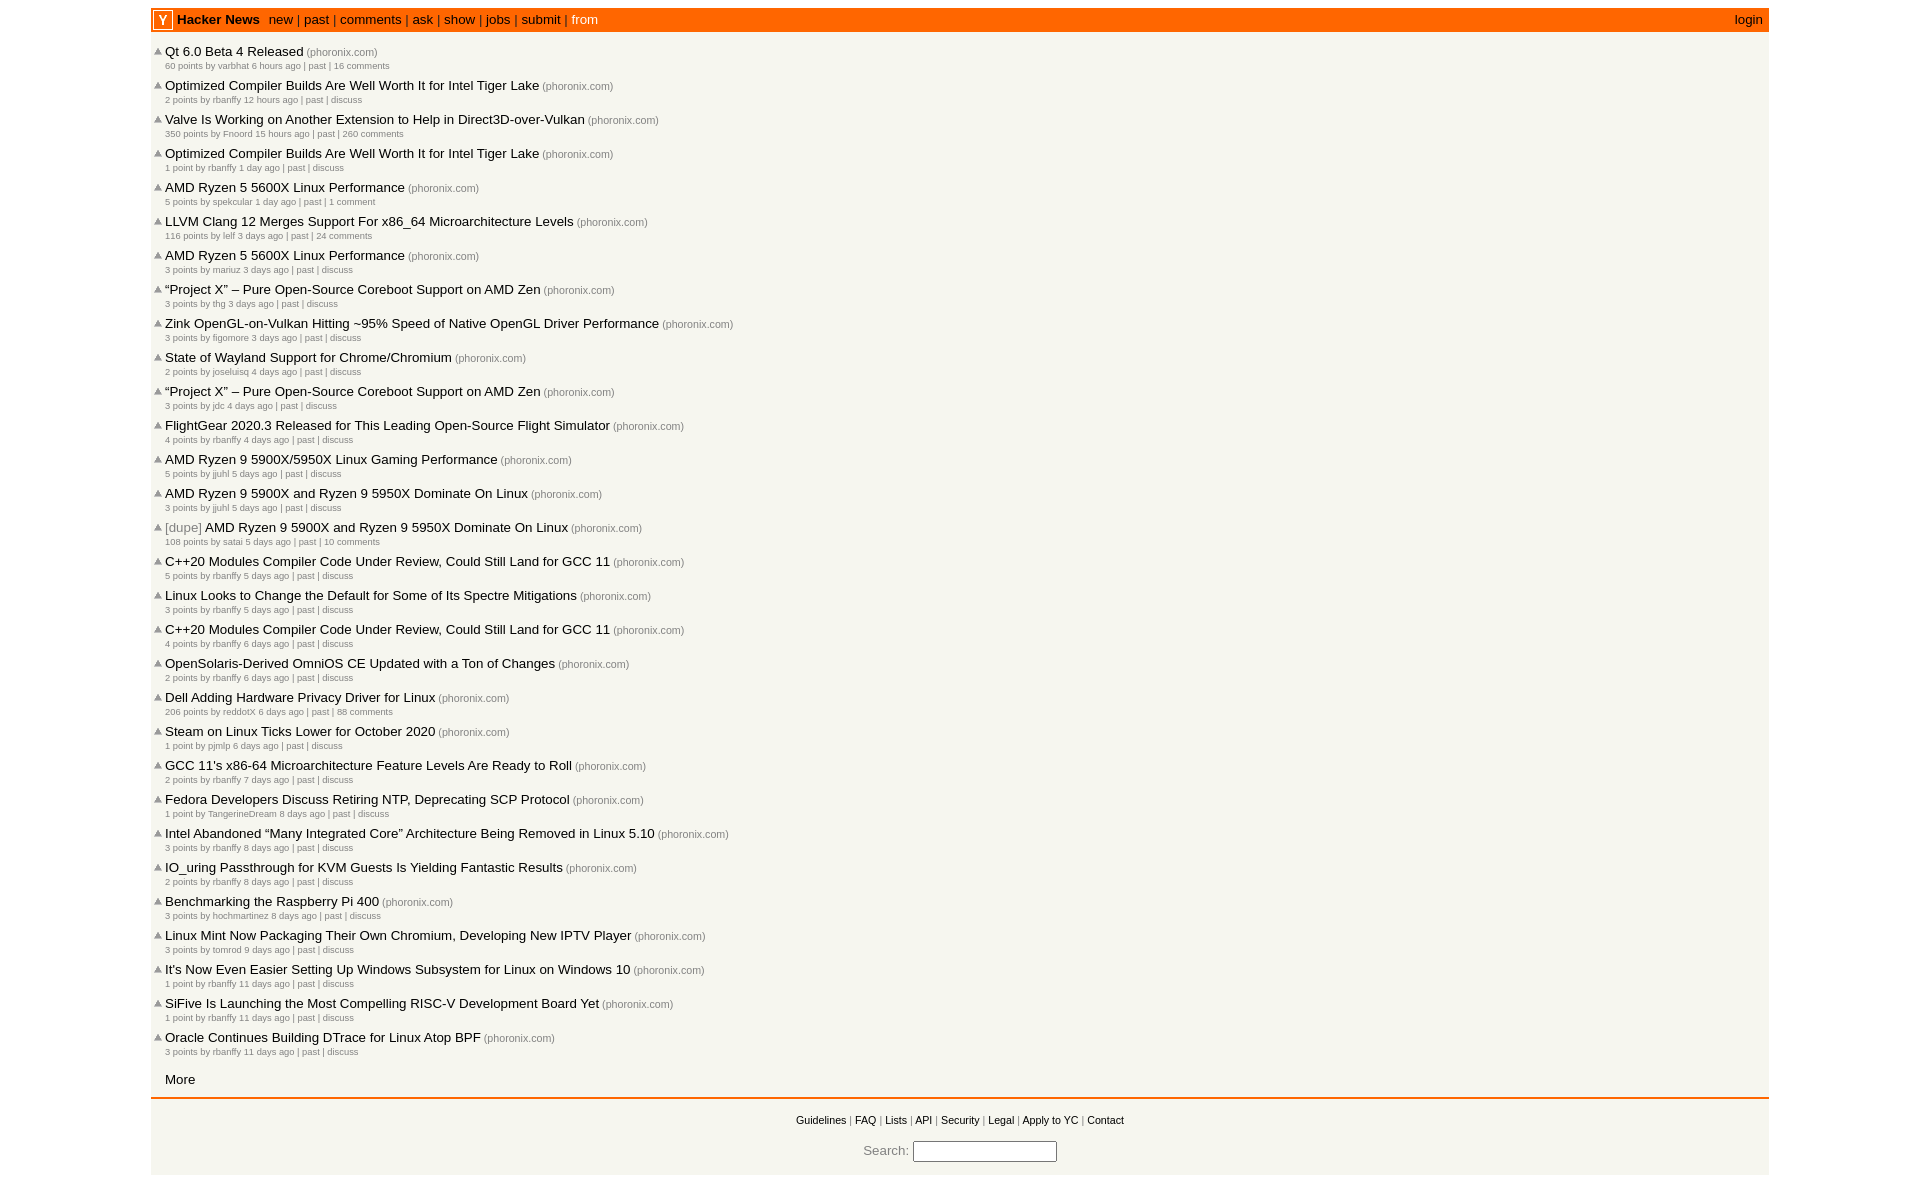 Y Hacker News new | past | comments | ask | show | jobs | submit | from login
Qt 6.0 Beta 4 Released (phoronix.com)
60 points by varbhat 6 hours ago | past | 16 comments
Optimized Compiler Builds Are Well Worth It for Intel Tiger Lake (phoronix.com)
2 points by rbanffy 12 hours ago | past | discuss
Valve Is Working on Another Extension to Help in Direct3D-over-Vulkan (phoronix.com)
350 points by Fnoord 15 hours ago | past | 260 comments
Optimized Compiler Builds Are Well Worth It for Intel Tiger Lake (phoronix.com)
1 point by rbanffy 1 day ago | past | discuss
AMD Ryzen 5 5600X Linux Performance (phoronix.com)
5 points by spekcular 1 day ago | past | 1 comment
LLVM Clang 12 Merges Support For x86_64 Microarchitecture Levels (phoronix.com)
116 points by lelf 3 days ago | past | 24 comments
AMD Ryzen 5 5600X Linux Performance (phoronix.com)
3 points by mariuz 3 days ago | past | discuss
“Project X” – Pure Open-Source Coreboot Support on AMD Zen (phoronix.com)
3 points by thg 3 days ago | past | discuss
Zink OpenGL-on-Vulkan Hitting ~95% Speed of Native OpenGL Driver Performance (phoronix.com)
3 points by figomore 3 days ago | past | discuss
State of Wayland Support for Chrome/Chromium (phoronix.com)
2 points by joseluisq 4 days ago | past | discuss
“Project X” – Pure Open-Source Coreboot Support on AMD Zen (phoronix.com)
3 points by jdc 4 days ago | past | discuss
FlightGear 2020.3 Released for This Leading Open-Source Flight Simulator (phoronix.com)
4 points by rbanffy 4 days ago | past | discuss
AMD Ryzen 9 5900X/5950X Linux Gaming Performance (phoronix.com)
5 points by jjuhl 5 days ago | past | discuss
AMD Ryzen 9 5900X and Ryzen 9 5950X Dominate On Linux (phoronix.com)
3 points by jjuhl 5 days ago | past | discuss
[dupe] AMD Ryzen 9 5900X and Ryzen 9 5950X Dominate On Linux (phoronix.com)
108 points by satai 5 days ago | past | 10 comments
C++20 Modules Compiler Code Under Review, Could Still Land for GCC 11 (phoronix.com)
5 points by rbanffy 5 days ago | past | discuss
Linux Looks to Change the Default for Some of Its Spectre Mitigations (phoronix.com)
3 points by rbanffy 5 days ago | past | discuss
C++20 Modules Compiler Code Under Review, Could Still Land for GCC 11 (phoronix.com)
4 points by rbanffy 6 days ago | past | discuss
OpenSolaris-Derived OmniOS CE Updated with a Ton of Changes (phoronix.com)
2 points by rbanffy 6 days ago | past | discuss
Dell Adding Hardware Privacy Driver for Linux (phoronix.com)
206 points by reddotX 6 days ago | past | 88 comments
Steam on Linux Ticks Lower for October 2020 (phoronix.com)
1 point by pjmlp 6 days ago | past | discuss
GCC 11's x86-64 Microarchitecture Feature Levels Are Ready to Roll (phoronix.com)
2 points by rbanffy 7 days ago | past | discuss
Fedora Developers Discuss Retiring NTP, Deprecating SCP Protocol (phoronix.com)
1 point by TangerineDream 8 days ago | past | discuss
Intel Abandoned “Many Integrated Core” Architecture Being Removed in Linux 5.10 (phoronix.com)
3 points by rbanffy 8 days ago | past | discuss
IO_uring Passthrough for KVM Guests Is Yielding Fantastic Results (phoronix.com)
2 points by rbanffy 8 days ago | past | discuss
Benchmarking the Raspberry Pi 400 (phoronix.com)
3 points by hochmartinez 8 days ago | past | discuss
Linux Mint Now Packaging Their Own Chromium, Developing New IPTV Player (phoronix.com)
3 points by tomrod 9 days ago | past | discuss
It's Now Even Easier Setting Up Windows Subsystem for Linux on Windows 10 (phoronix.com)
1 point by rbanffy 11 days ago | past | discuss
SiFive Is Launching the Most Compelling RISC-V Development Board Yet (phoronix.com)
1 point by rbanffy 11 days ago | past | discuss
Oracle Continues Building DTrace for Linux Atop BPF (phoronix.com)
3 points by rbanffy 11 days ago | past | discuss
More
Guidelines | FAQ | Lists | API | Security | Legal | Apply to YC | Contact
Search: